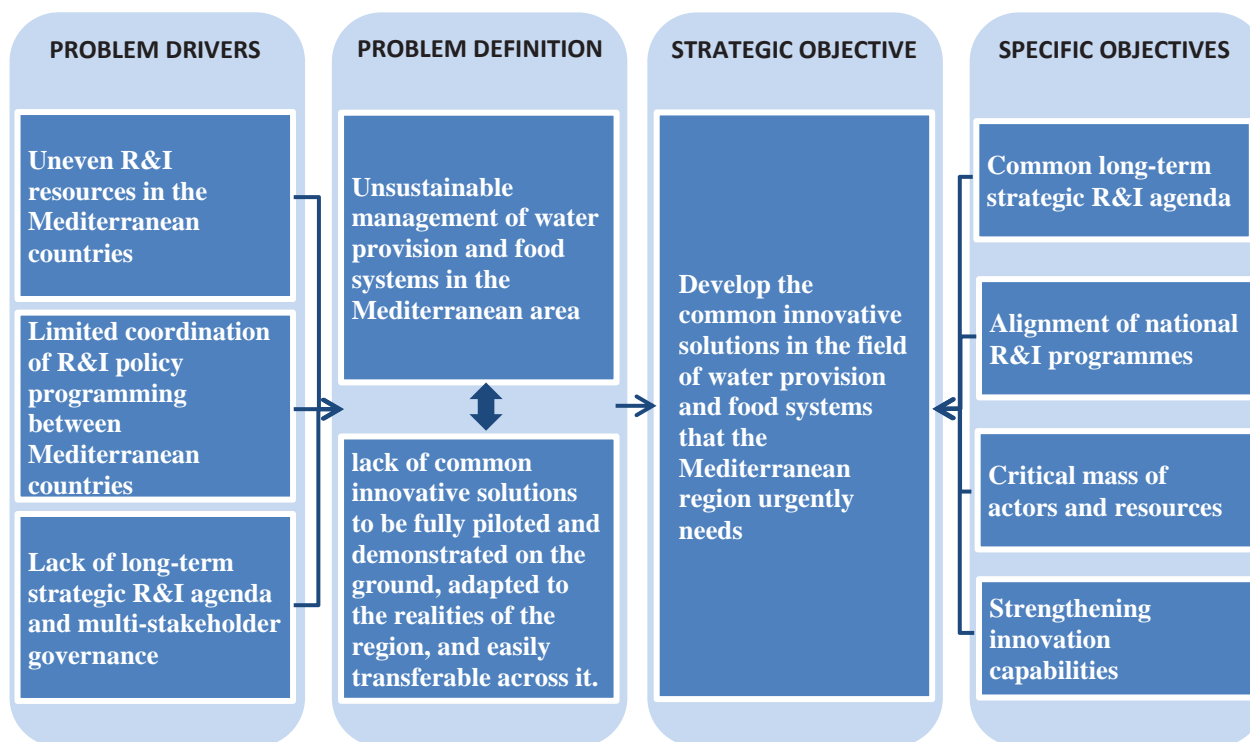 PROBLEM DRIVERS
Uneven R&I
resources in the
Mediterranean
countries
Limited coordination
of R&I policy
programming
between
Mediterranean
countries
Lack of long-term
strategic R&I agenda
and multi-stakeholder
governance
PROBLEM DEFINITION
Unsustainable
management of water
provision and food
systems in the
Mediterranean area
lack of common
innovative solutions
to be fully piloted and
demonstrated on the
ground, adapted to
the realities of the
region, and easily
transferable across it.
STRATEGIC OBJECTIVE
Develop the
common innovative
solutions in the field
of water provision
and food systems
that the
Mediterranean
region urgently
needs
SPECIFIC OBJECTIVES
Common long-term
strategic R&I agenda
Alignment of national
R&I programmes
Critical mass of
actors and resources
Strengthening
innovation
capabilities